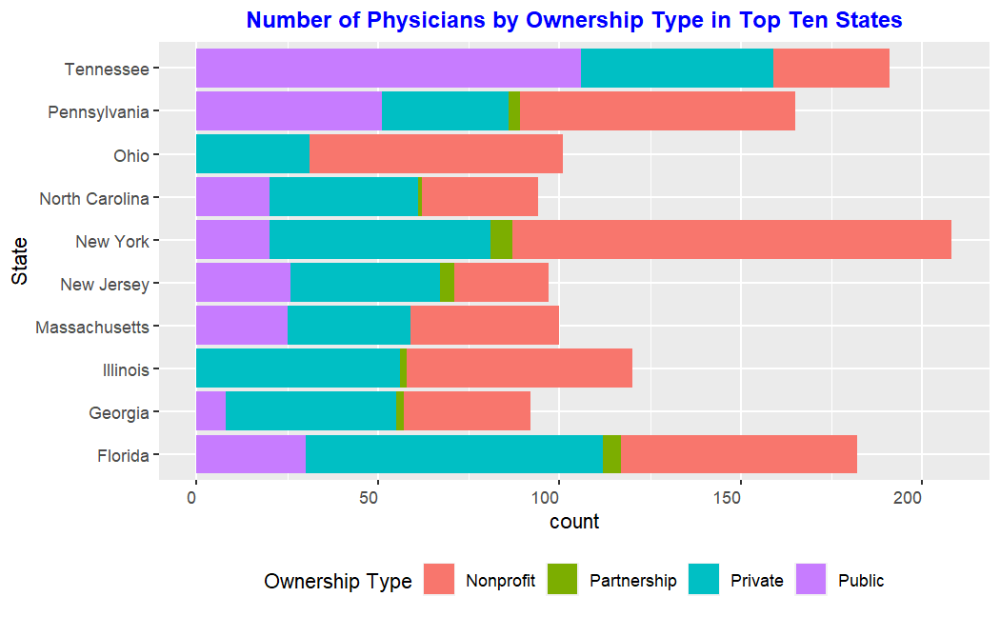 Number of Physicians by Ownership Type in Top Ten States
Tennessee
Pennsylvania
Ohio
North Carolina
New York
New Jersey
Massachusetts
Illinois
Georgia
Florida
State
0 50 100 150 200
count
Ownership Type Nonprofit Partnership Private Public